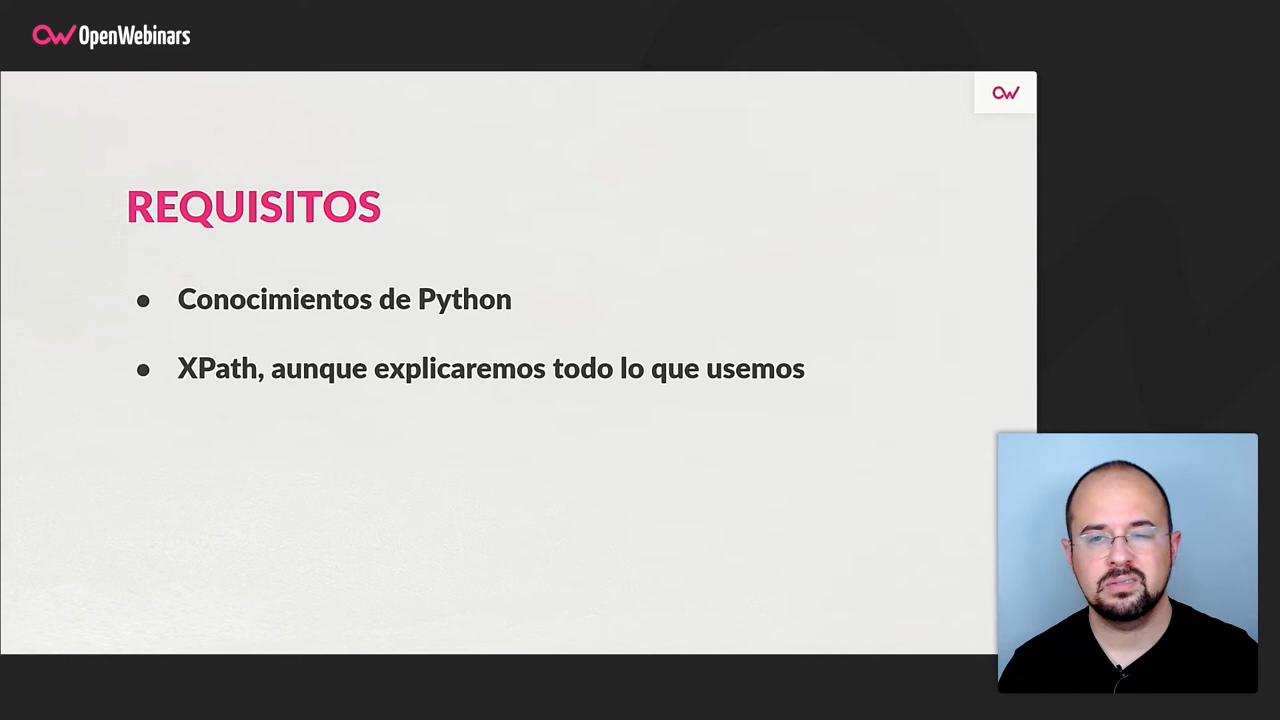 OpenWebinars
REQUISITOS
● Conocimientos de Python
● XPath, aunque explicaremos todo lo que usemos